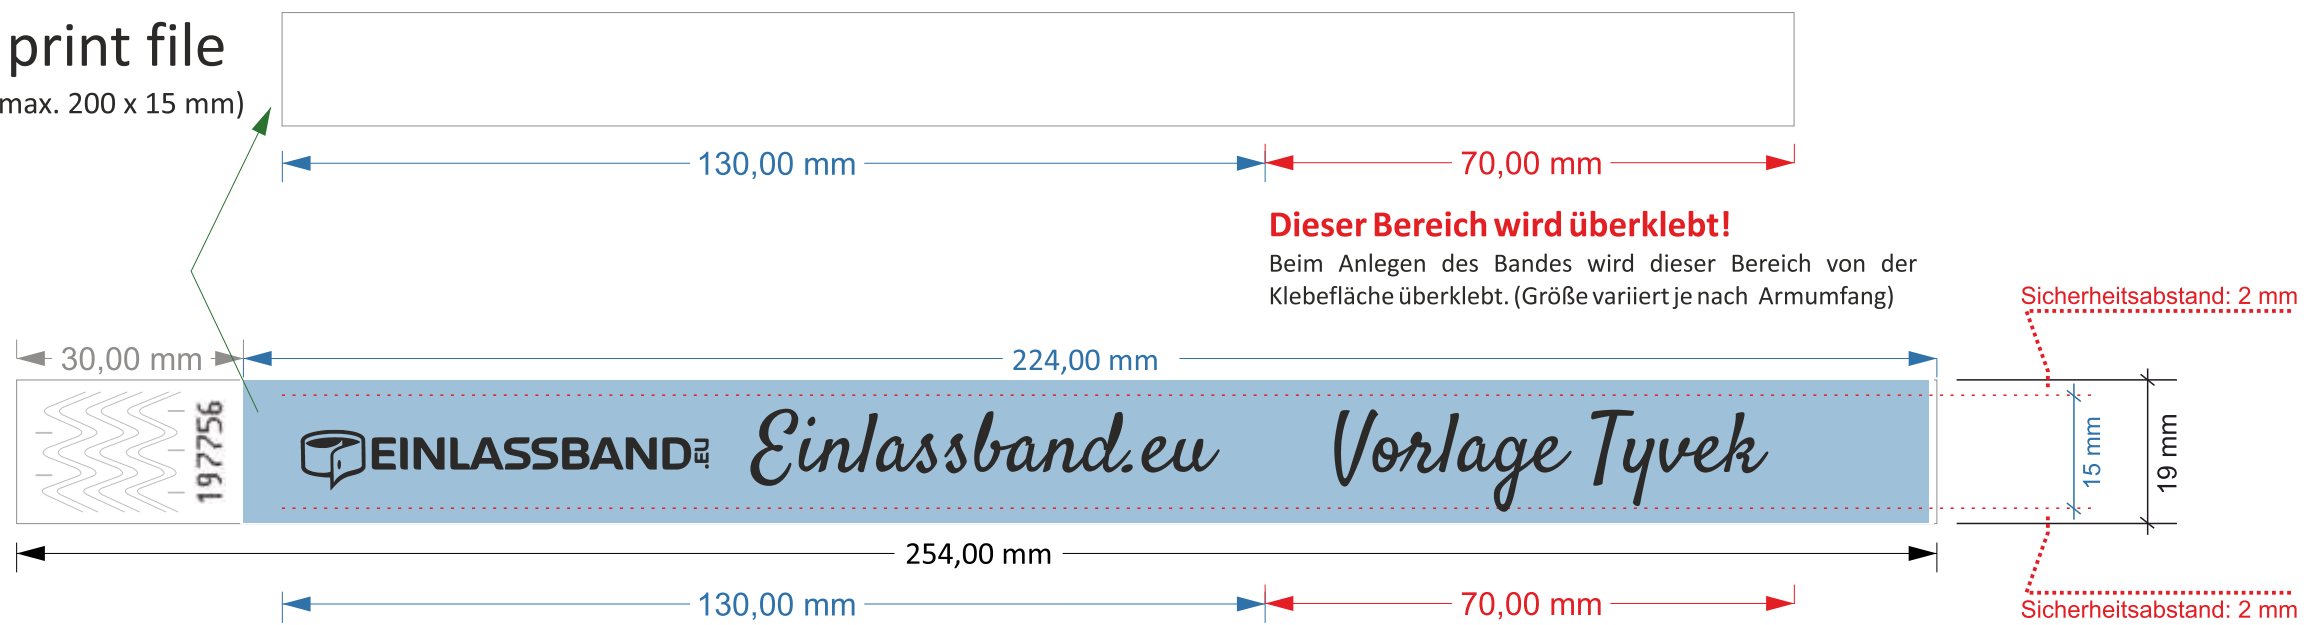 print file
max. 200 x 15 mm)
130,00 mm
70,00 mm
Dieser Bereich wird überklebt!
Beim Anlegen des Bandes wird dieser Bereich von der
Klebefläche überklebt. (Größe variiert je nach Armumfang)
Sicherheitsabstand: 2 mm
30,00 mm
224,00 mm
197756
EINLASSBAND.EU
Einlassband.eu
Vorlage Tyvek
15 mm
19 mm
254,00 mm
130,00 mm
70,00 mm
Sicherheitsabstand: 2 mm